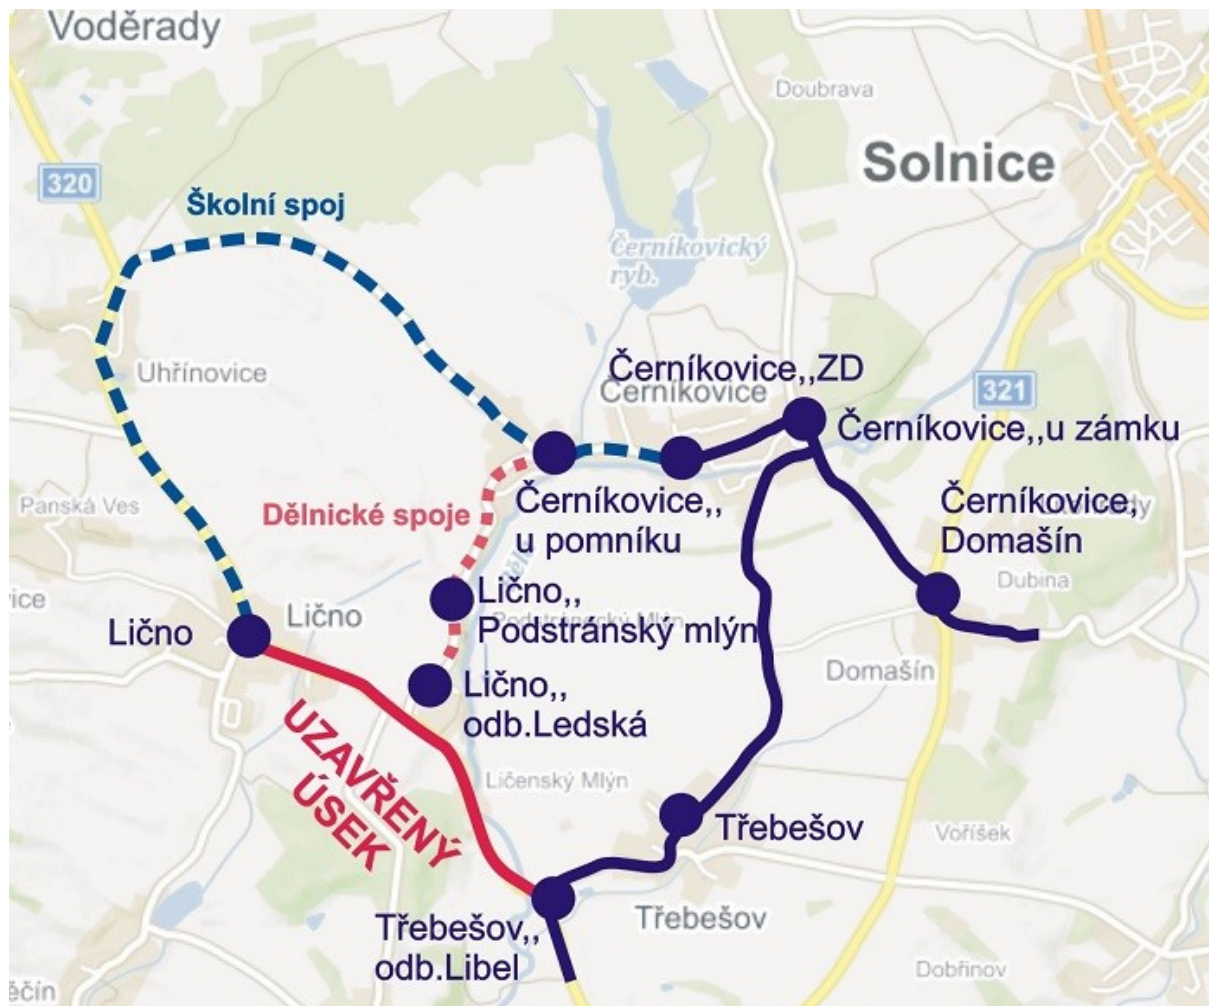 Voděrady
Doubrava
Solnice
320
Školní spoj
Černíkovický
ryb.
Uhřínovice
Černíkovice,,ZD
Černíkovice
321
Černíkovice,,u zámku
Panská Ves
Dělnické spoje
Černíkovice,,
u pomníku
Černíkovice,
Domašín
Dubina
Lično,,
Podstránský mlýn
Lično
Lično
Domašín
Lično,,
odb.Ledská
UZAVŘENÝ
ÚSEK
Ličenský Mlýn
Třebešov
Voříšek
Třebešov
Třebešov,,
odb.Libel
Dobřinov